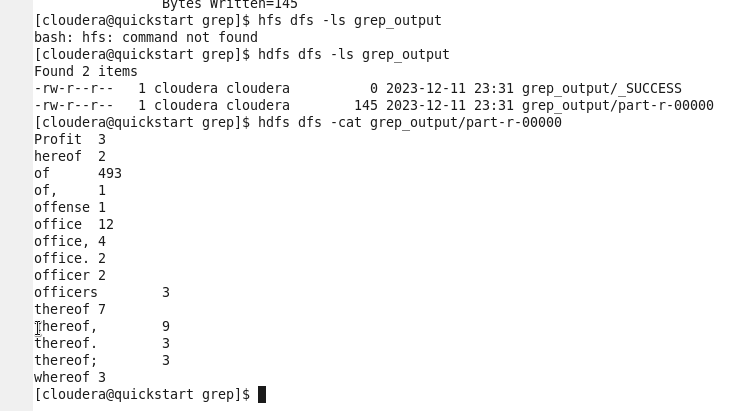 Bytes Written=145
[cloudera@quickstart grep]$ hfs dfs -ls grep_output
bash: hfs: command not found
[cloudera@quickstart grep]$ hdfs dfs -ls grep_output
Found 2 items
-rw-r--r--   1 cloudera cloudera          0 2023-12-11 23:31 grep_output/_SUCCESS
-rw-r--r--   1 cloudera cloudera        145 2023-12-11 23:31 grep_output/part-r-00000
[cloudera@quickstart grep]$ hdfs dfs -cat grep_output/part-r-00000
Profit  3
hereof  2
of      493
of,     1
offense 1
office  12
office, 4
office. 2
officer 2
officers        3
thereof 7
thereof,        9
thereof.        3
thereof;        3
whereof 3
[cloudera@quickstart grep]$